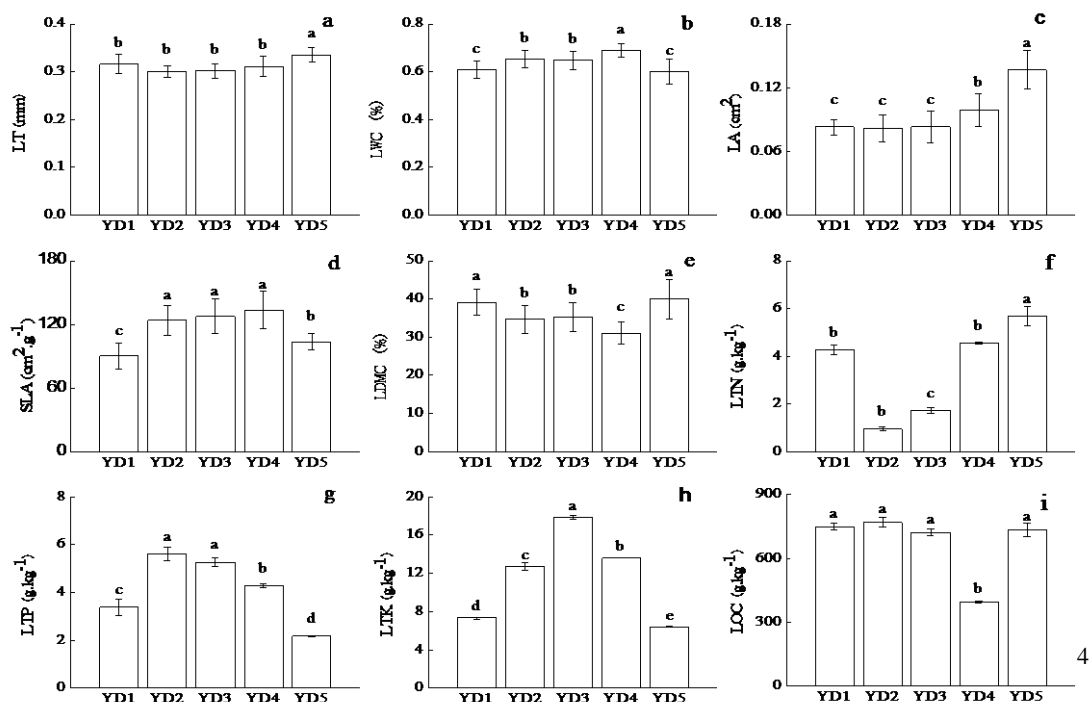 a
LT (mm)
0.4
0.3
0.2
0.1
0.0
b b b b a
YD1 YD2 YD3 YD4 YD5
b
LWC (%)
0.8
0.6
0.4
0.2
0.0
c b b a c
YD1 YD2 YD3 YD4 YD5
c
LA (cm²)
0.18
0.12
0.06
0.00
c c c b a
YD1 YD2 YD3 YD4 YD5
d
SLA (cm².g⁻¹)
180
120
60
0
c a a a b
YD1 YD2 YD3 YD4 YD5
e
LDMC (%)
50
40
30
20
10
0
a b b c a
YD1 YD2 YD3 YD4 YD5
f
LTN (g.kg⁻¹)
8
6
4
2
0
b b c b a
YD1 YD2 YD3 YD4 YD5
g
LTP (g.kg⁻¹)
8
6
4
2
0
c a a b d
YD1 YD2 YD3 YD4 YD5
h
LTK (g.kg⁻¹)
20
16
12
8
4
0
d c a b e
YD1 YD2 YD3 YD4 YD5
i
LOC (g.kg⁻¹)
900
600
300
0
a a a b a
YD1 YD2 YD3 YD4 YD5
4